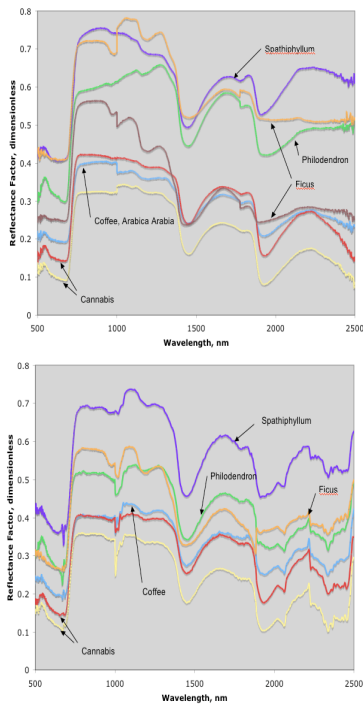 0.8
0.7
0.6
0.5
0.4
0.3
0.2
0.1
0
Reflectance Factor, dimensionless
Spathiphyllum
Philodendron
Ficus
Coffee, Arabica Arabia
Cannabis
500 1000 1500 2000 2500
Wavelength, nm
0.8
0.7
0.6
0.5
0.4
0.3
0.2
0.1
0
Reflectance Factor, dimensionless
Spathiphyllum
Philodendron
Ficus
Coffee
Cannabis
500 1000 1500 2000 2500
Wavelength, nm